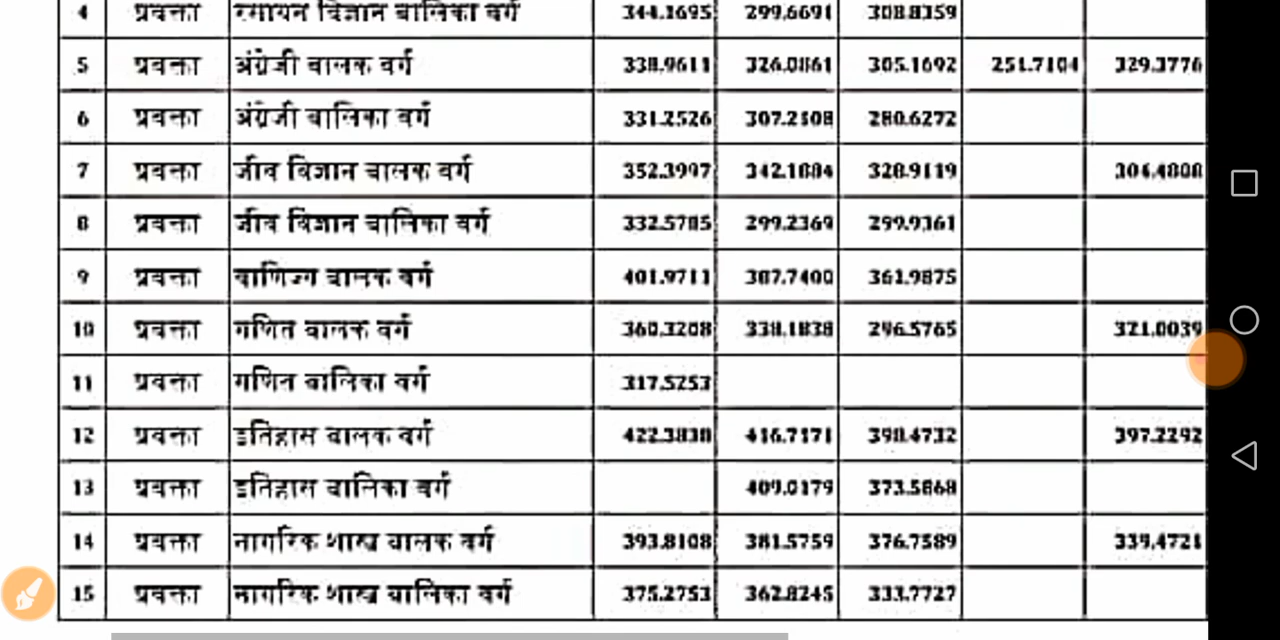 4 प्रवक्ता रसायन विज्ञान बालिका वर्ग 344.1695 299.6691 308.8359
5 प्रवक्ता अंग्रेजी बालक वर्ग 338.9611 326.0861 305.1692 251.7104 329.3776
6 प्रवक्ता अंग्रेजी बालिका वर्ग 331.2526 307.2108 280.6272
7 प्रवक्ता जीव विज्ञान बालक वर्ग 352.3997 342.1884 328.9119 304.4808
8 प्रवक्ता जीव विज्ञान बालिका वर्ग 332.5785 299.2369 299.9361
9 प्रवक्ता वाणिज्य बालक वर्ग 401.9711 387.7400 361.9875
10 प्रवक्ता गणित बालक वर्ग 360.3208 338.1838 296.5765 321.0039
11 प्रवक्ता गणित बालिका वर्ग 317.5253
12 प्रवक्ता इतिहास बालक वर्ग 422.3838 416.7171 398.4732 397.2292
13 प्रवक्ता इतिहास बालिका वर्ग 409.0179 373.5868
14 प्रवक्ता नागरिक शास्त्र बालक वर्ग 393.8108 381.5759 376.7589 339.4721
15 प्रवक्ता नागरिक शास्त्र बालिका वर्ग 375.2753 362.8245 333.7727